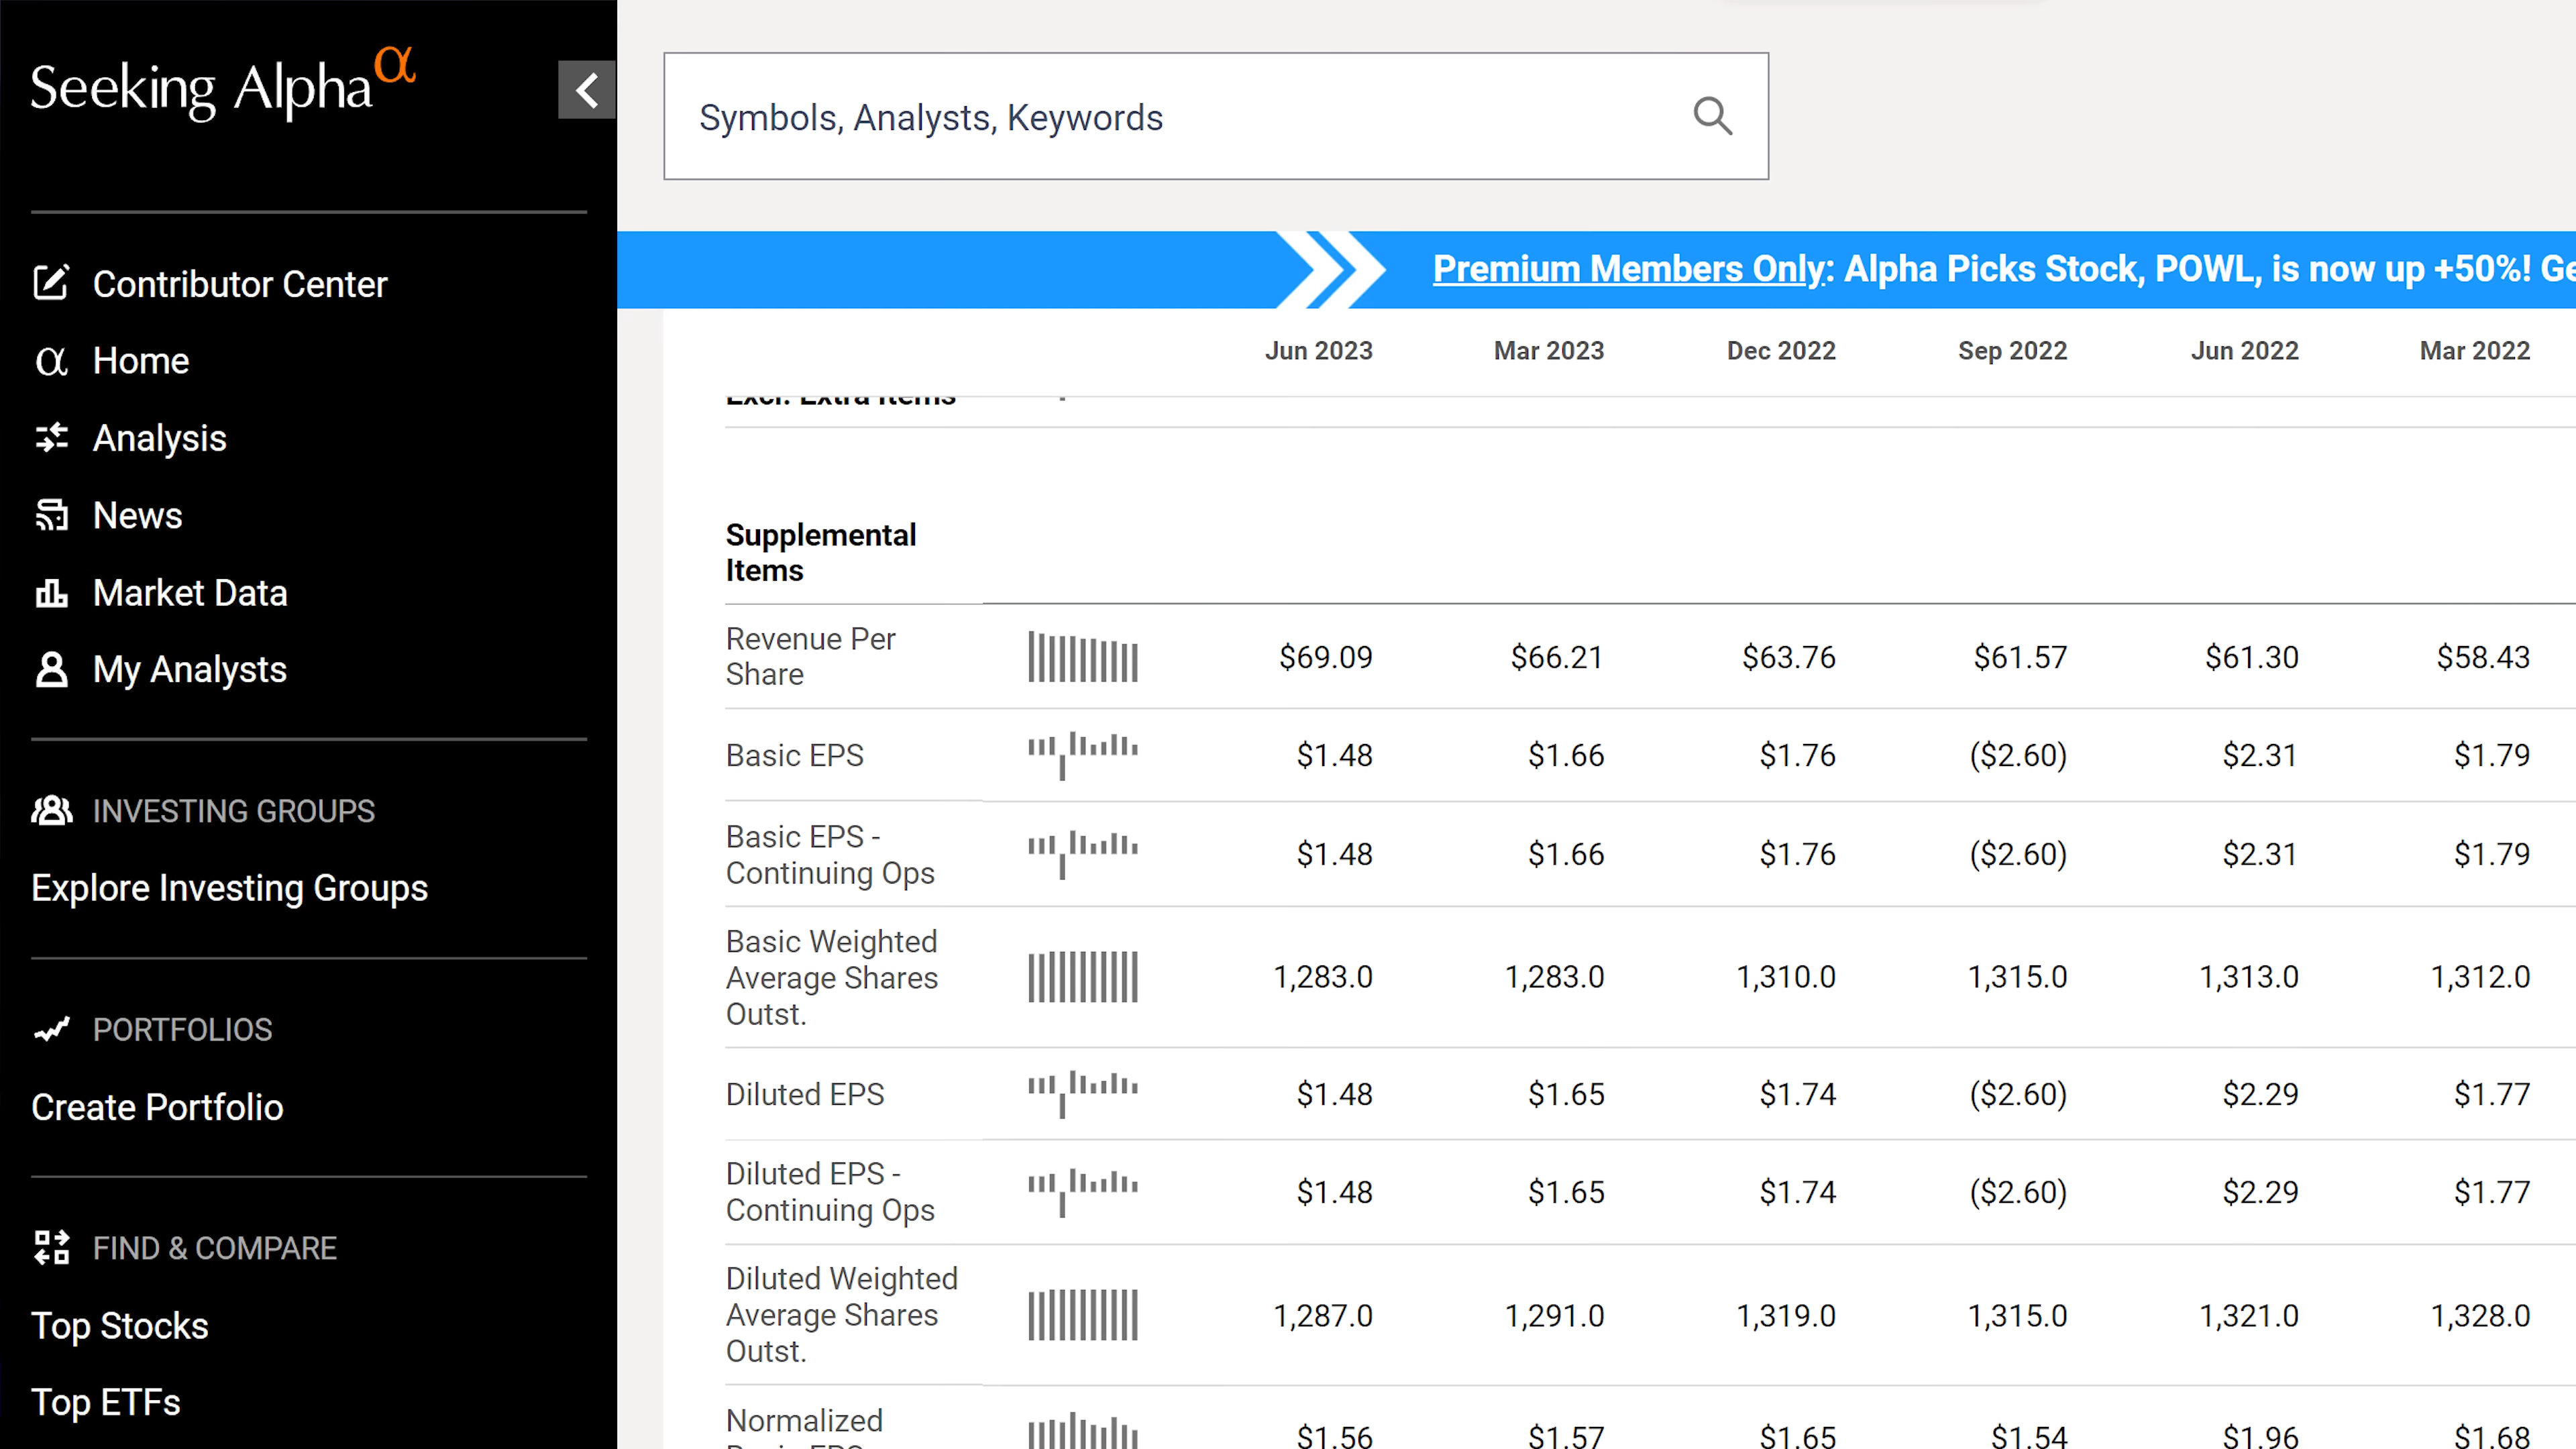 Seeking Alpha α
Symbols, Analysts, Keywords
Premium Members Only: Alpha Picks Stock, POWL, is now up +50%! Ge
Contributor Center
Home
Analysis
News
Market Data
My Analysts
INVESTING GROUPS
Explore Investing Groups
PORTFOLIOS
Create Portfolio
FIND & COMPARE
Top Stocks
Top ETFs
Jun 2023 Mar 2023 Dec 2022 Sep 2022 Jun 2022 Mar 2022
Excl. Extra Items
Supplemental
Items
Revenue Per
Share
$69.09 $66.21 $63.76 $61.57 $61.30 $58.43
Basic EPS $1.48 $1.66 $1.76 ($2.60) $2.31 $1.79
Basic EPS -
Continuing Ops
$1.48 $1.66 $1.76 ($2.60) $2.31 $1.79
Basic Weighted
Average Shares
Outst.
1,283.0 1,283.0 1,310.0 1,315.0 1,313.0 1,312.0
Diluted EPS $1.48 $1.65 $1.74 ($2.60) $2.29 $1.77
Diluted EPS -
Continuing Ops
$1.48 $1.65 $1.74 ($2.60) $2.29 $1.77
Diluted Weighted
Average Shares
Outst.
1,287.0 1,291.0 1,319.0 1,315.0 1,321.0 1,328.0
Normalized
Basic EPS
$1.56 $1.57 $1.65 $1.54 $1.96 $1.68